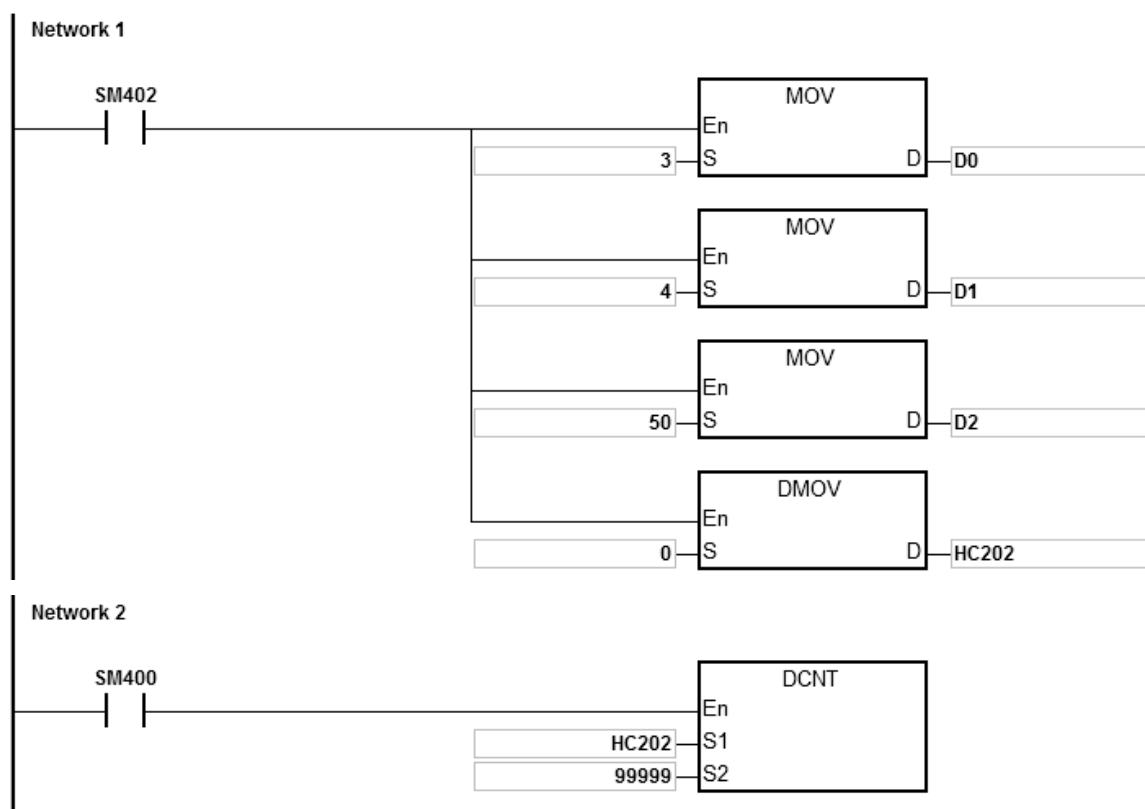 Network 1
SM402
MOV
En
3 S D D0
MOV
En
4 S D D1
MOV
En
50 S D D2
DMOV
En
0 S D HC202
Network 2
SM400
DCNT
En
HC202 S1
99999 S2